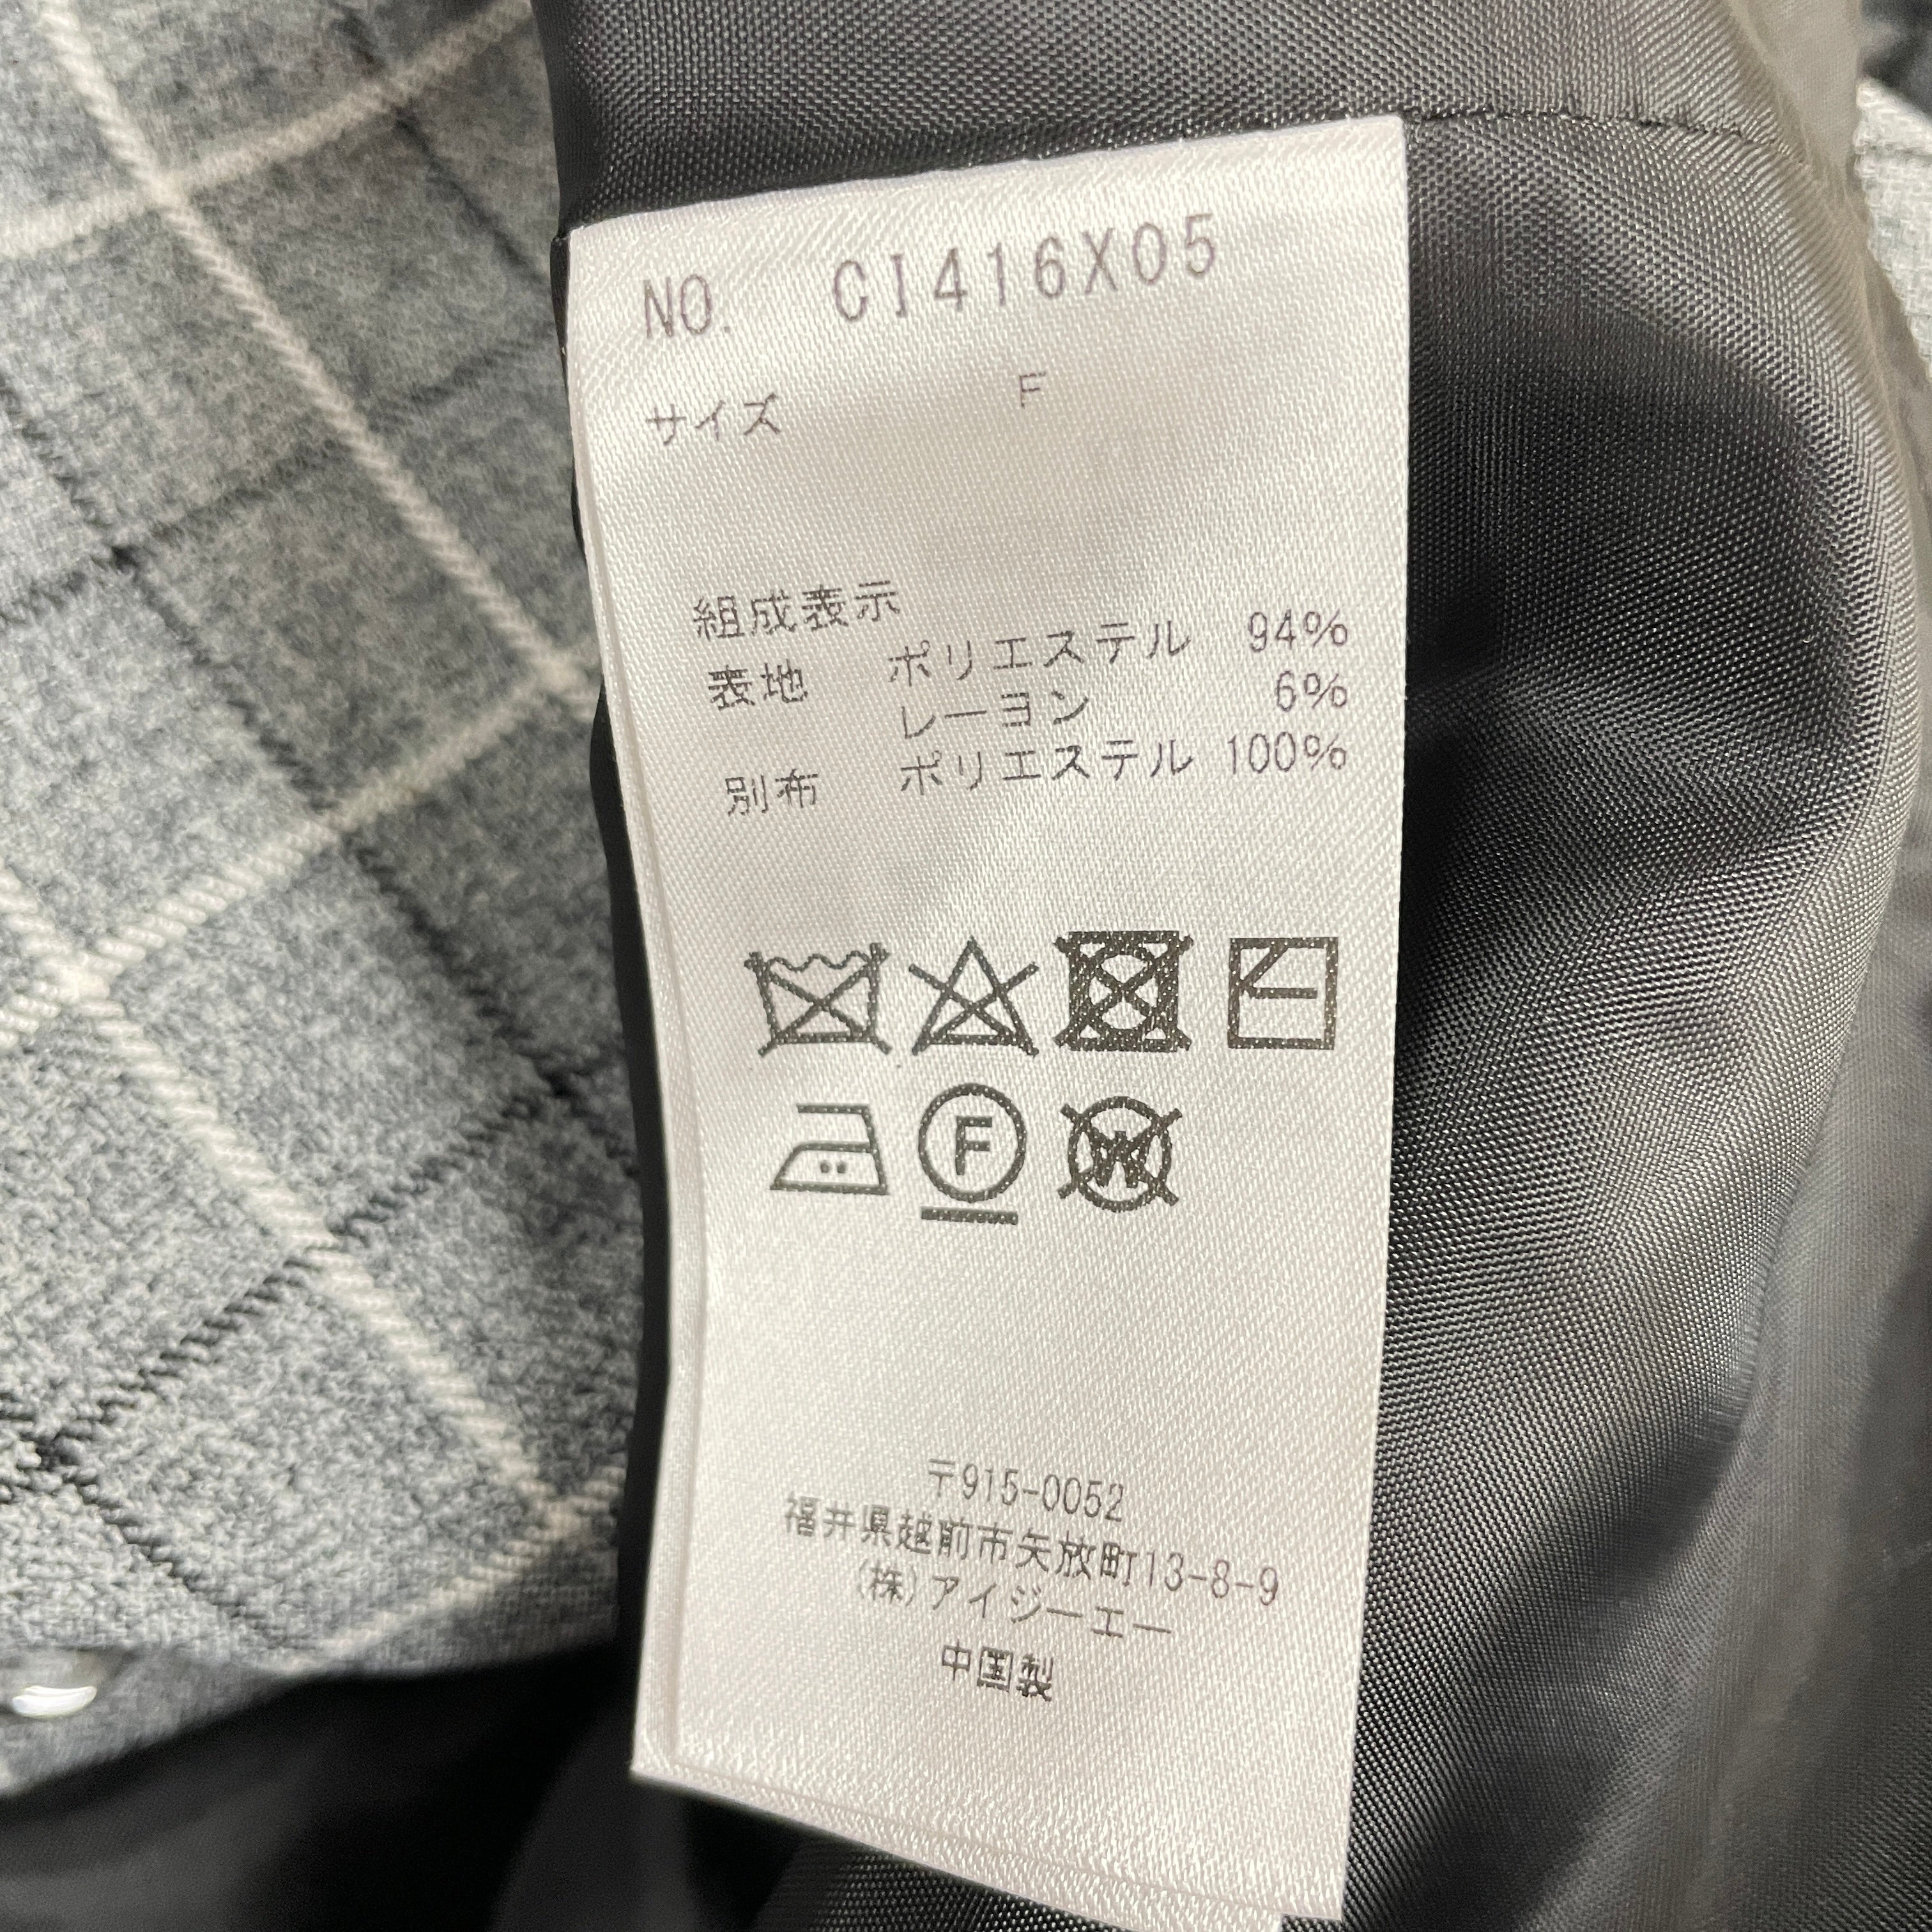 NO. CI416X05
サイズ F
組成表示
表地 ポリエステル 94%
レーヨン 6%
別布 ポリエステル 100%
F
W
〒915-0052
福井県越前市矢放町13-8-9
(株)アイジーエー
中国製